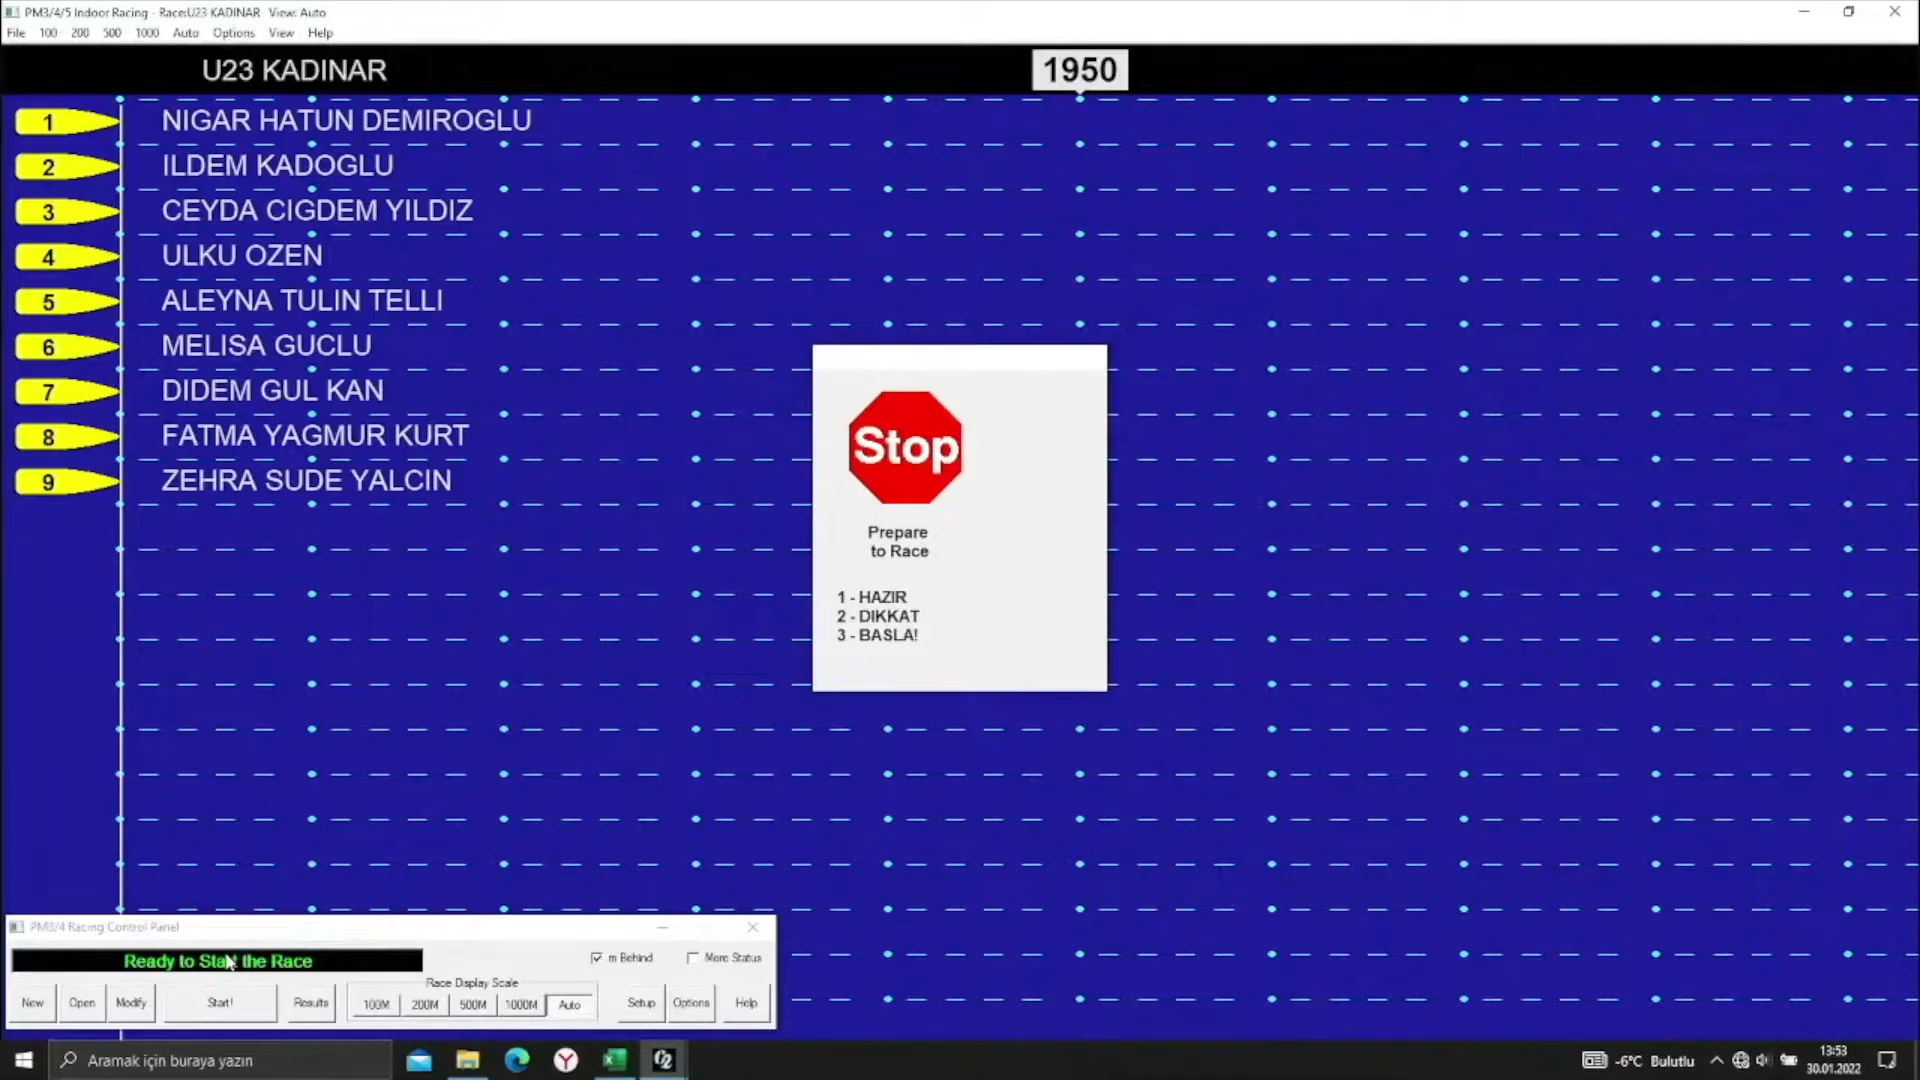 PM3/4/5 Indoor Racing - Race:U23 KADINAR View: Auto
File 100 200 500 1000 Auto Options View Help
U23 KADINAR 1950
1 NIGAR HATUN DEMIROGLU
2 ILDEM KADOGLU
3 CEYDA CIGDEM YILDIZ
4 ULKU OZEN
5 ALEYNA TULIN TELLI
6 MELISA GUCLU
7 DIDEM GUL KAN
8 FATMA YAGMUR KURT
9 ZEHRA SUDE YALCIN
Stop
Prepare
to Race
1 - HAZIR
2 - DIKKAT
3 - BASLA!
PM3/4 Racing Control Panel
Ready to Start the Race
m Behind More Status
Race Display Scale
New Open Modify Start! Results 100M 200M 500M 1000M Auto Setup Options Help
Aramak için buraya yazın
-6°C Bulutlu
13:53
30.01.2022